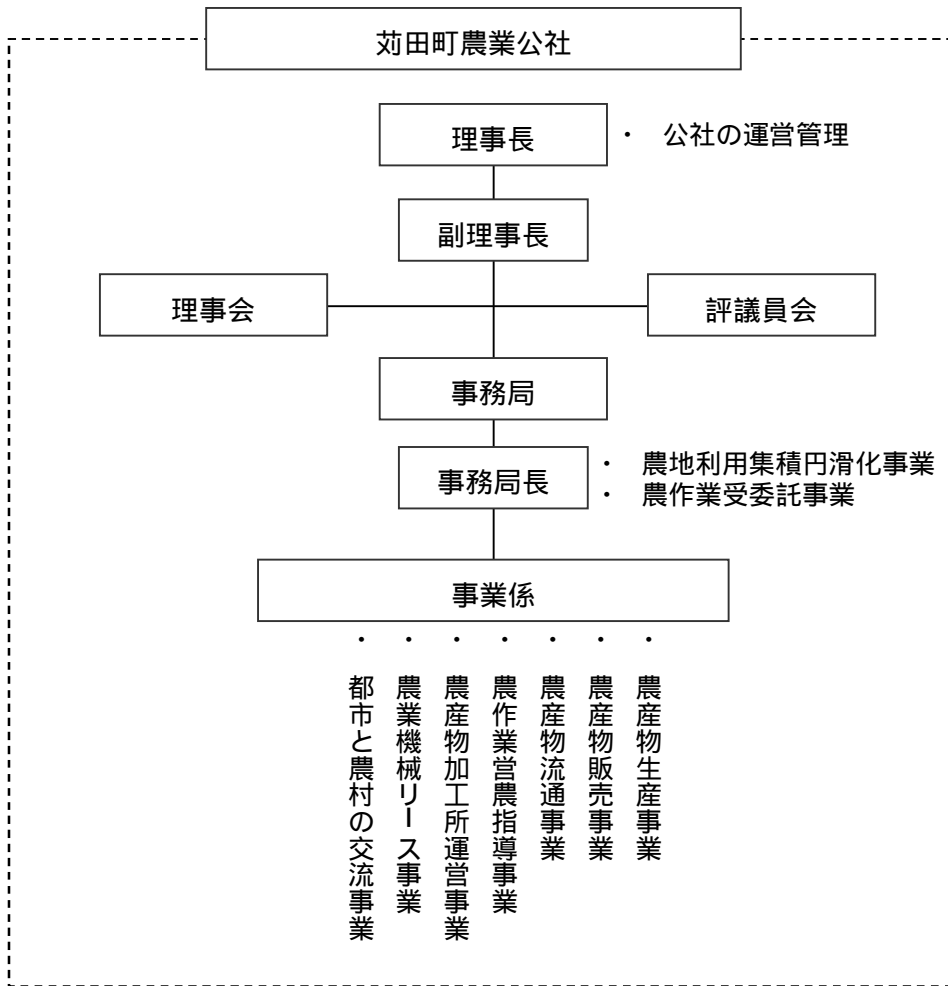 苅田町農業公社
理事長
・ 公社の運営管理
副理事長
理事会
評議員会
事務局
事務局長
・ 農地利用集積円滑化事業
・ 農作業受委託事業
事業係
・ 農産物生産事業
・ 農産物販売事業
・ 農産物流通事業
・ 農作業営農指導事業
・ 農産物加工所運営事業
・ 農業機械リース事業
・ 都市と農村の交流事業